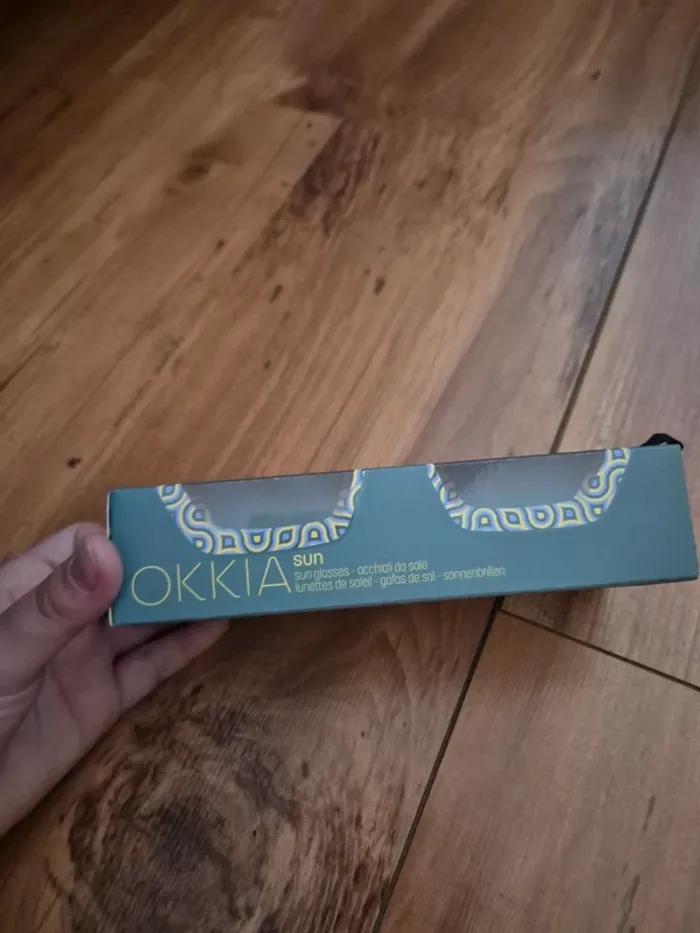 OKKIA sun
sun glasses - occhiali da sole
lunettes de soleil - gafas de sol - sonnenbrillen